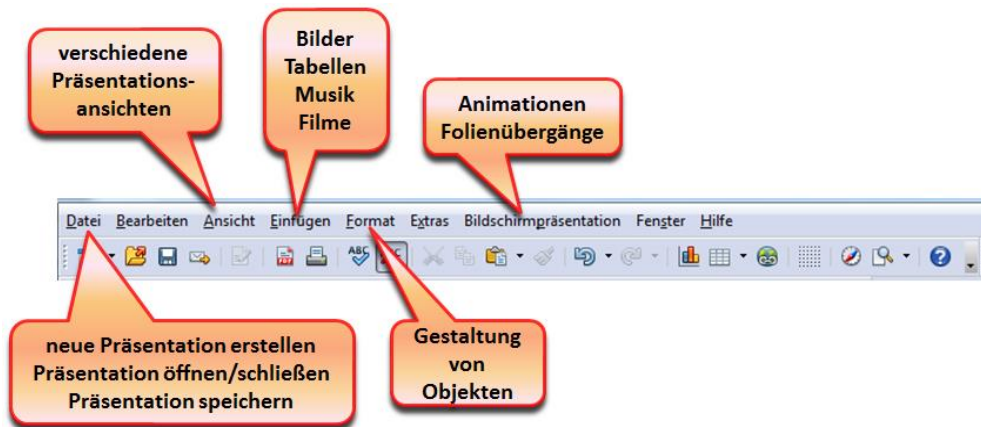 verschiedene
Präsentations-
ansichten
Bilder
Tabellen
Musik
Filme
Animationen
Folienübergänge
Datei Bearbeiten Ansicht Einfügen Format Extras Bildschirmpräsentation Fenster Hilfe
ABC
neue Präsentation erstellen
Präsentation öffnen/schließen
Präsentation speichern
Gestaltung
von
Objekten